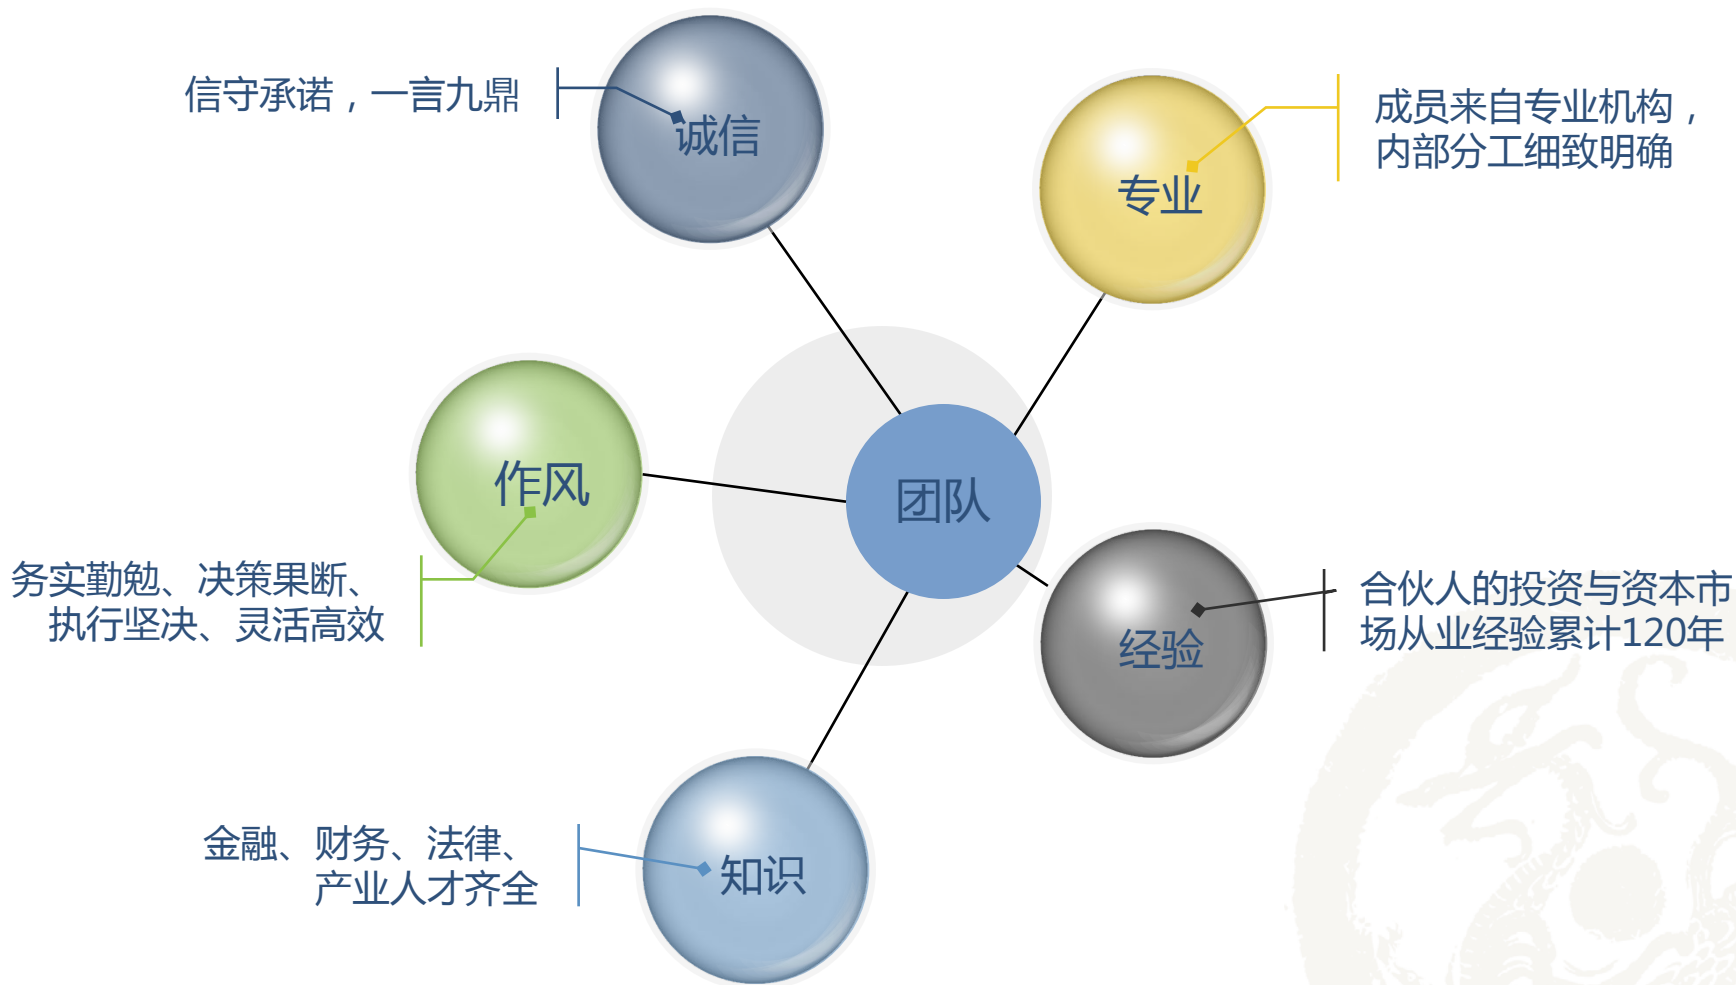 信守承诺，一言九鼎
诚信
成员来自专业机构，
内部分工细致明确
专业
作风
团队
务实勤勉、决策果断、
执行坚决、灵活高效
经验
合伙人的投资与资本市
场从业经验累计120年
金融、财务、法律、
产业人才齐全
知识